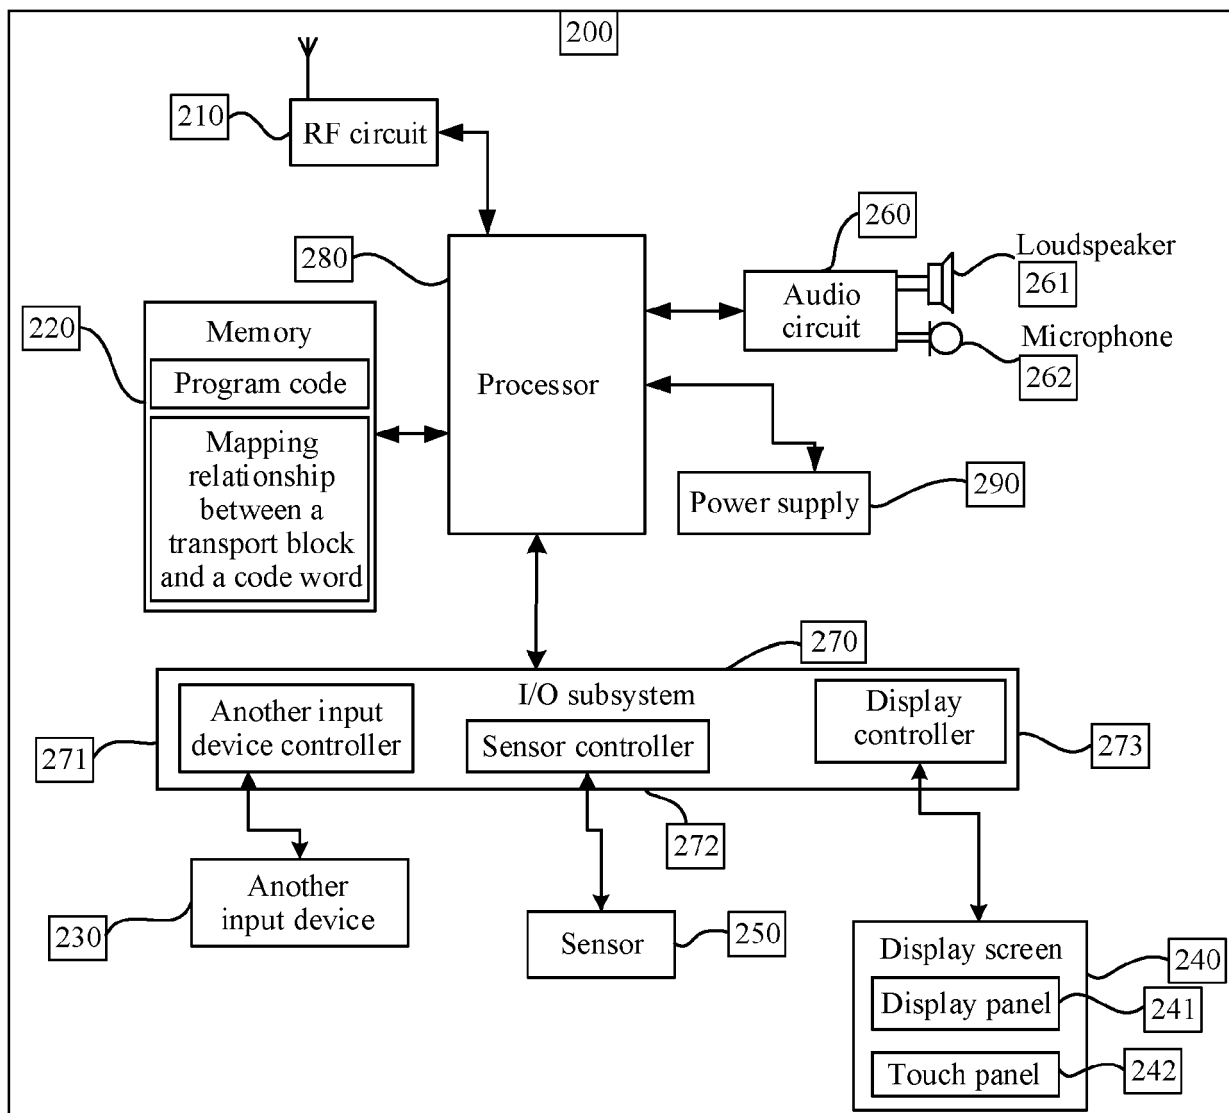 200
210
RF circuit
260
280
Loudspeaker
261
Audio
circuit
220
Memory
Microphone
262
Program code
Processor
Mapping
relationship
between a
transport block
and a code word
Power supply
290
270
I/O subsystem
Another input
device controller
Sensor controller
Display
controller
271
273
272
Another
input device
230
Sensor
250
Display screen
240
Display panel
241
Touch panel
242